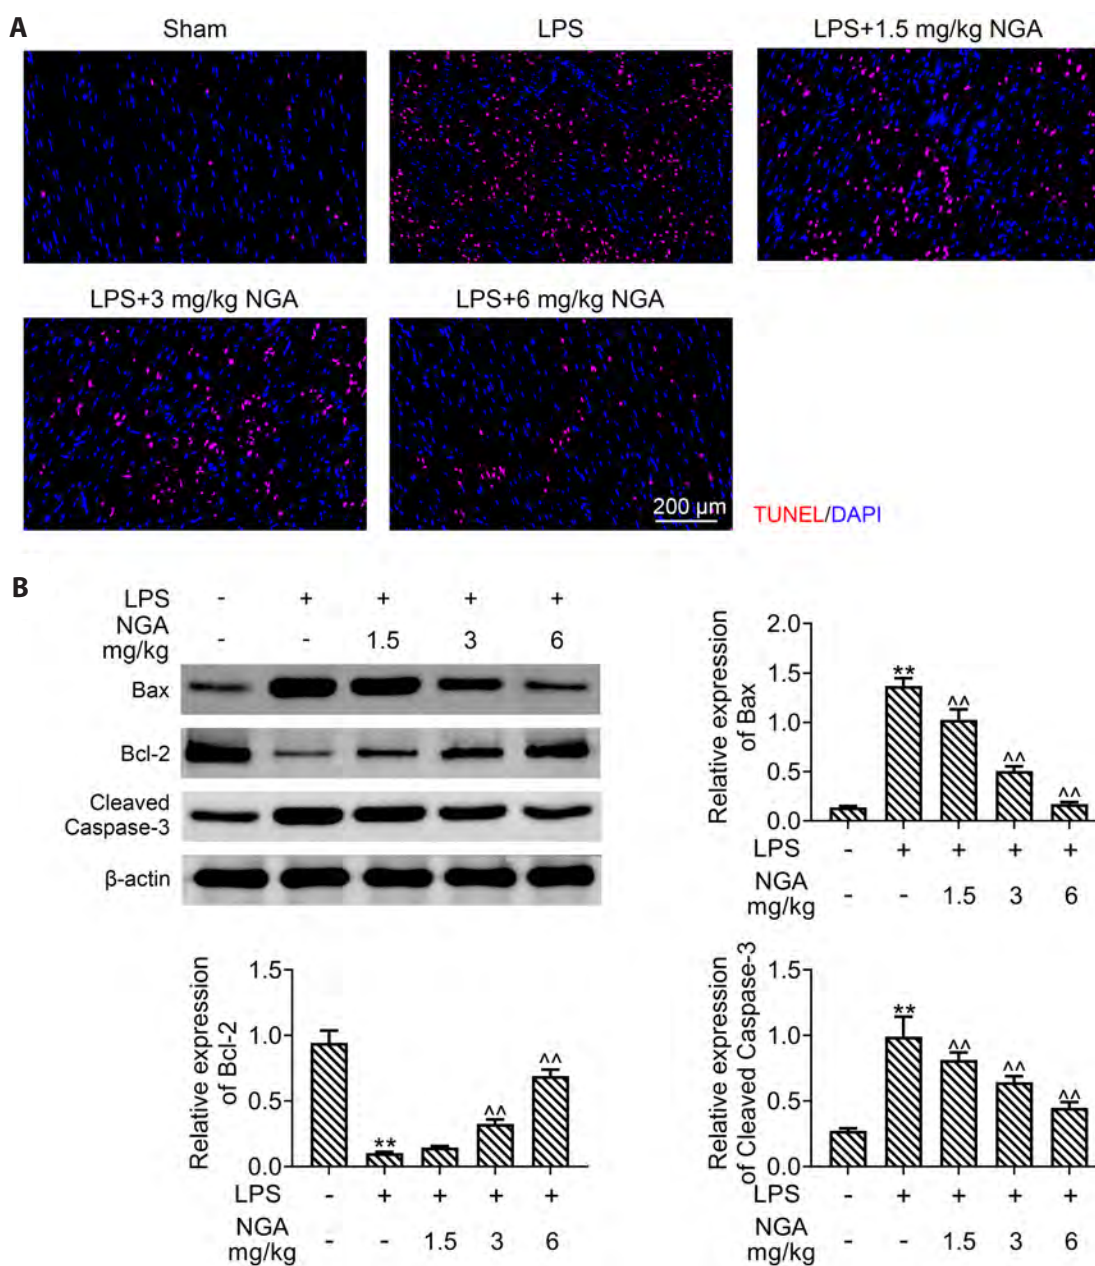 A
Sham
LPS
LPS+1.5 mg/kg NGA
LPS+3 mg/kg NGA
LPS+6 mg/kg NGA
200 µm
TUNEL/DAPI
B
LPS - + + + +
NGA
mg/kg - - 1.5 3 6
Bax
Bcl-2
Cleaved
Caspase-3
β-actin
Relative expression
of Bax
2.0
1.5
1.0
0.5
0.0
** ^^ ^^ ^^
LPS - + + + +
NGA
mg/kg - - 1.5 3 6
Relative expression
of Bcl-2
1.5
1.0
0.5
0.0
** ^^ ^^
LPS - + + + +
NGA
mg/kg - - 1.5 3 6
Relative expression
of Cleaved Caspase-3
1.5
1.0
0.5
0.0
** ^^ ^^ ^^
LPS - + + + +
NGA
mg/kg - - 1.5 3 6